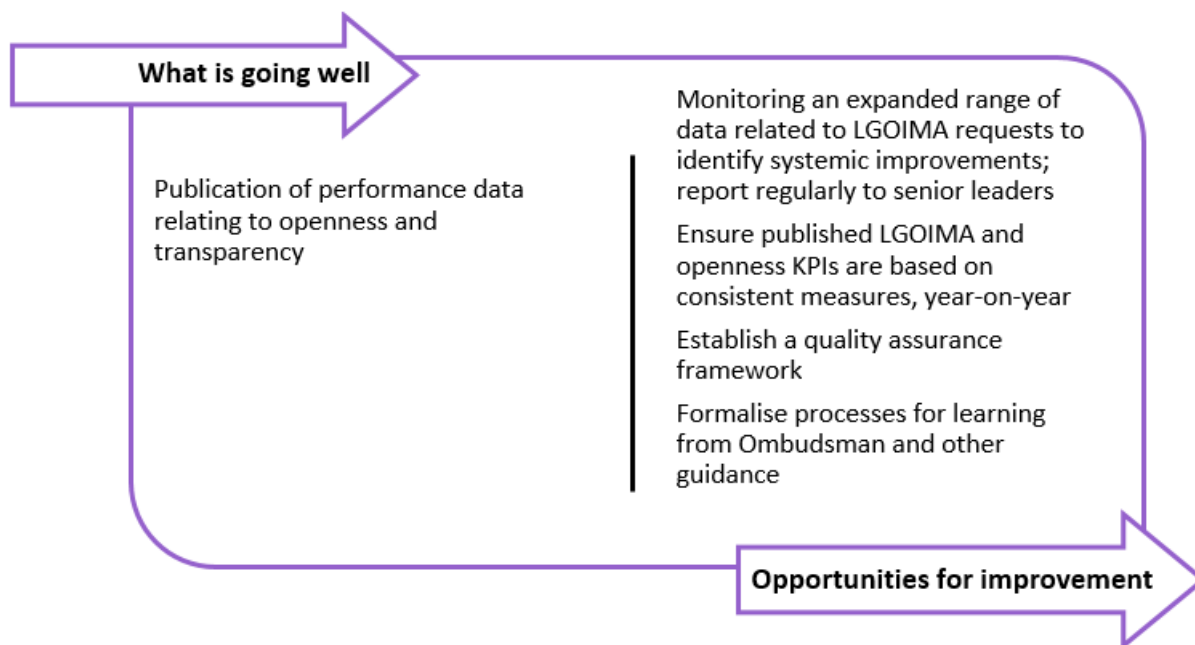 What is going well
Publication of performance data
relating to openness and
transparency
Monitoring an expanded range of
data related to LGOIMA requests to
identify systemic improvements;
report regularly to senior leaders
Ensure published LGOIMA and
openness KPIs are based on
consistent measures, year-on-year
Establish a quality assurance
framework
Formalise processes for learning
from Ombudsman and other
guidance
Opportunities for improvement